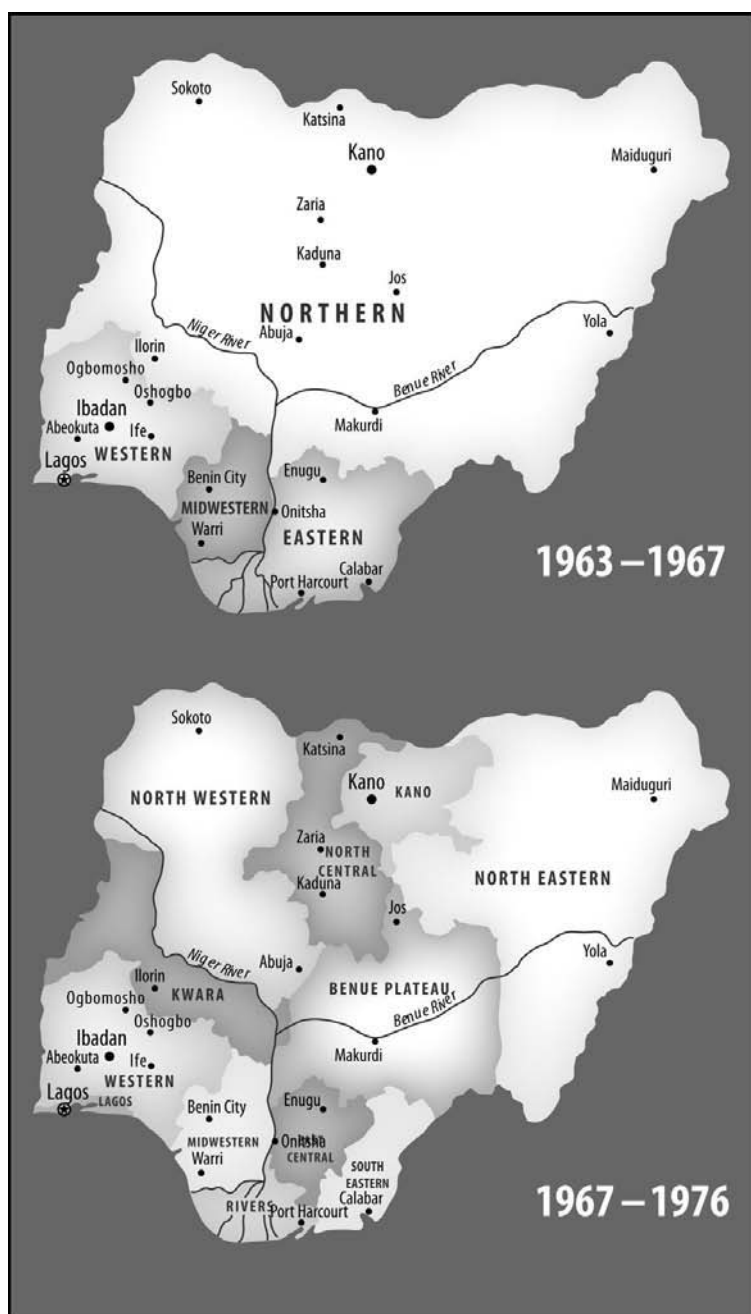 Sokoto
Katsina
Kano
Maiduguri
Zaria
Kaduna
Jos
NORTHERN
Niger River
Abuja
Yola
Benue River
Ilorin
Ogbomosho
Oshogbo
Ibadan
Makurdi
Abeokuta
Ife
WESTERN
Lagos
Enugu
Benin City
MIDWESTERN
Onitsha
Warri
EASTERN
1963 – 1967
Calabar
Port Harcourt
Sokoto
Katsina
NORTH WESTERN
Kano
KANO
Maiduguri
Zaria
NORTH
CENTRAL
Kaduna
NORTH EASTERN
Jos
Niger River
Abuja
Yola
Ilorin
KWARA
BENUE PLATEAU
Benue River
Ogbomosho
Oshogbo
Ibadan
Makurdi
Abeokuta
Ife
WESTERN
Lagos
LAGOS
Enugu
Benin City
MIDWESTERN
Onitsha
CENTRAL
Warri
SOUTH
EASTERN
Calabar
RIVERS
Port Harcourt
1967 – 1976